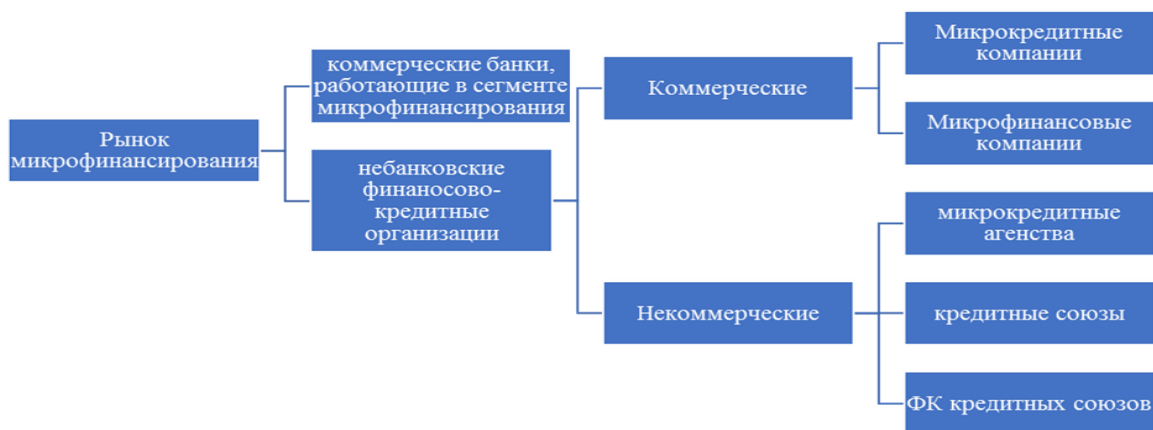 Рынок
микрофинансирования
коммерческие банки,
работающие в сегменте
микрофинансирования
небанковские
финаносово-
кредитные
организации
Коммерческие
Некоммерческие
Микрокредитные
компании
Микрофинансовые
компании
микрокредитные
агенства
кредитные союзы
ФК кредитных союзов